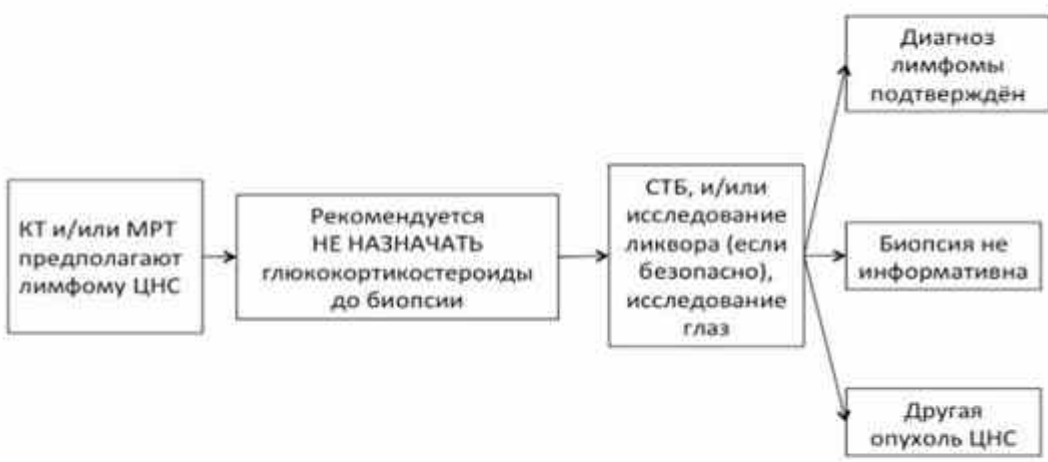 КТ и/или МРТ
предполагают
лимфому ЦНС
Рекомендуется
НЕ НАЗНАЧАТЬ
глюкокортикостероиды
до биопсии
СТБ, и/или
исследование
ликвора (если
безопасно),
исследование
глаз
Диагноз
лимфомы
подтверждён
Биопсия не
информативна
Другая
опухоль ЦНС